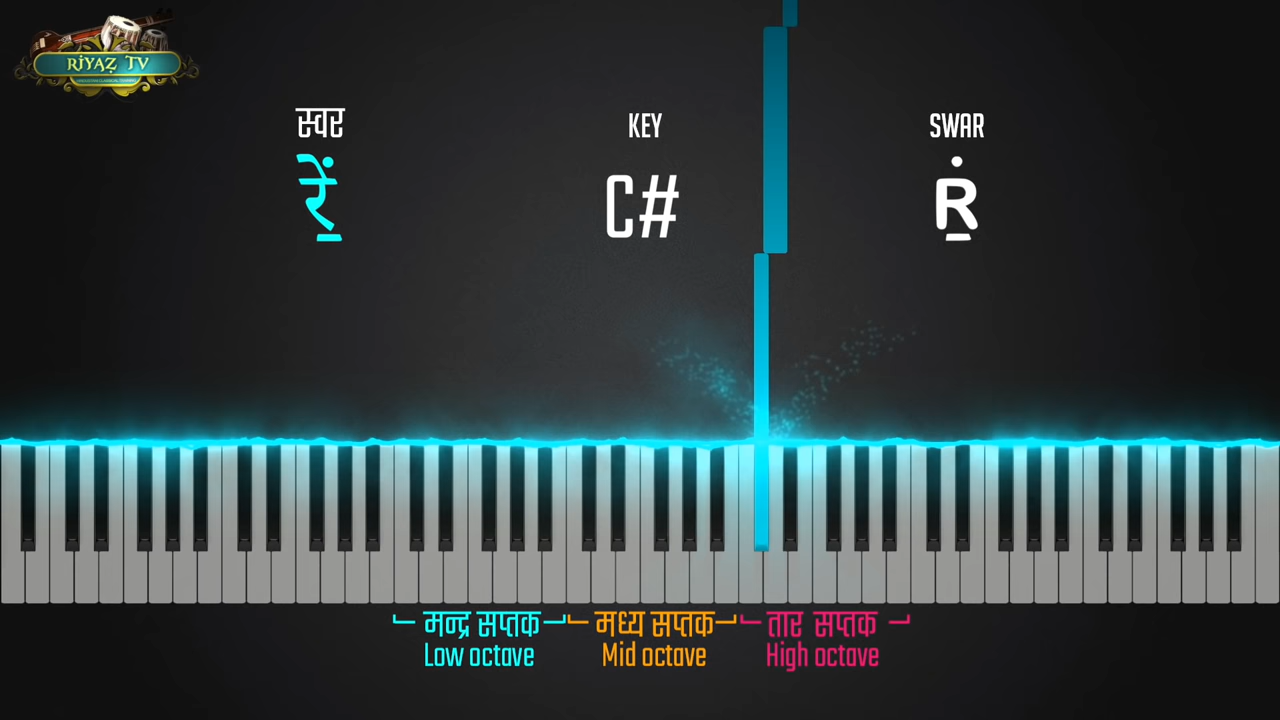 RIYAZ TV
स्वर
KEY
SWAR
रें॒
C#
Ṙ̲
मन्द्र सप्तक
मध्य सप्तक
तार सप्तक
Low octave
Mid octave
High octave